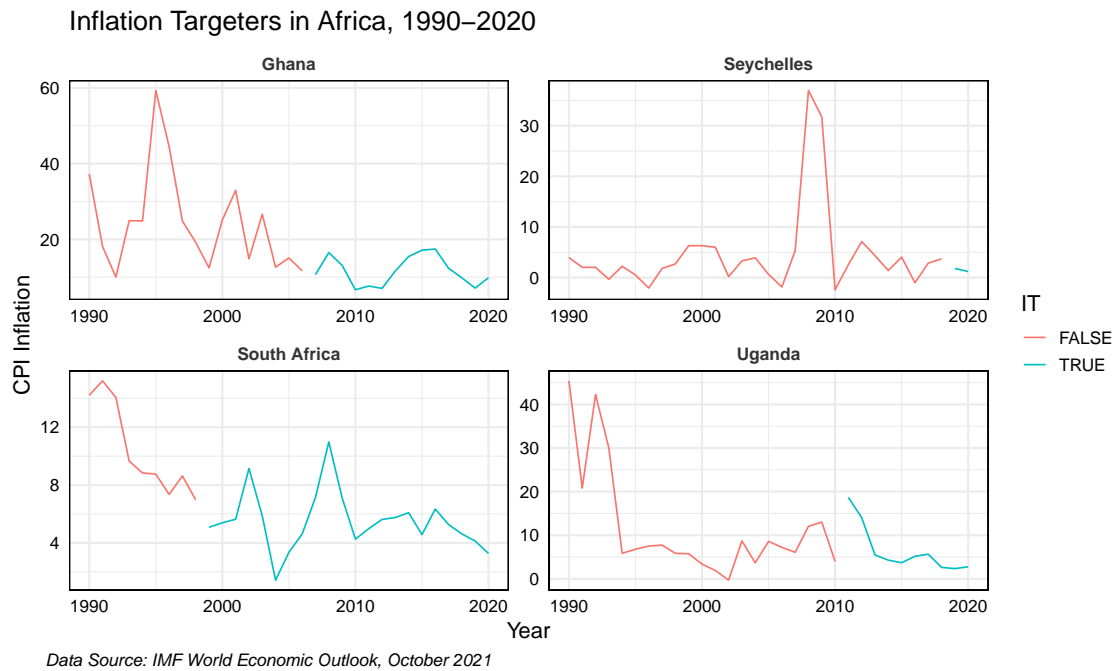 Inflation Targeters in Africa, 1990–2020
Ghana
Seychelles
60
40
20
30
20
10
0
1990
2000
2010
2020
1990
2000
2010
2020
South Africa
Uganda
12
8
4
40
30
20
10
0
1990
2000
2010
2020
1990
2000
2010
2020
CPI Inflation
Year
IT
FALSE
TRUE
Data Source: IMF World Economic Outlook, October 2021